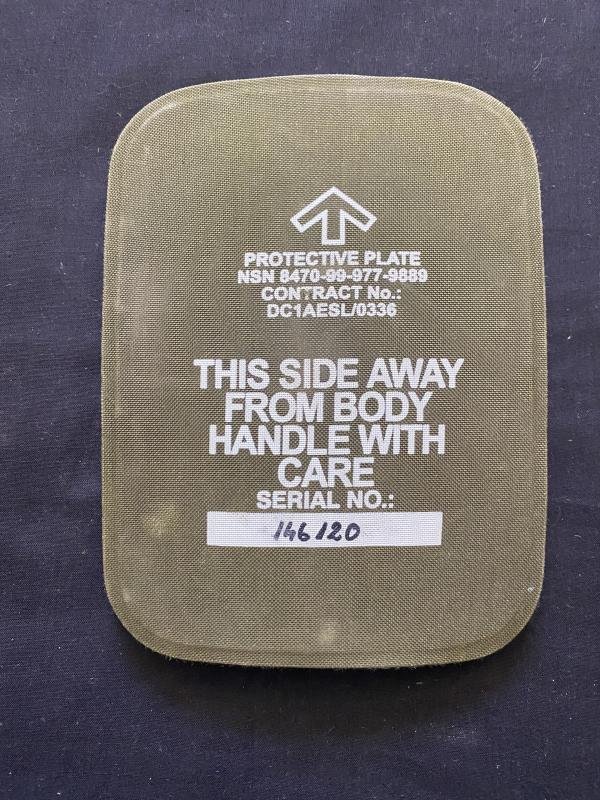 PROTECTIVE PLATE
NSN 8470-99-977-9889
CONTRACT No.:
DC1AESL/0336
THIS SIDE AWAY
FROM BODY
HANDLE WITH
CARE
SERIAL NO.:
146120